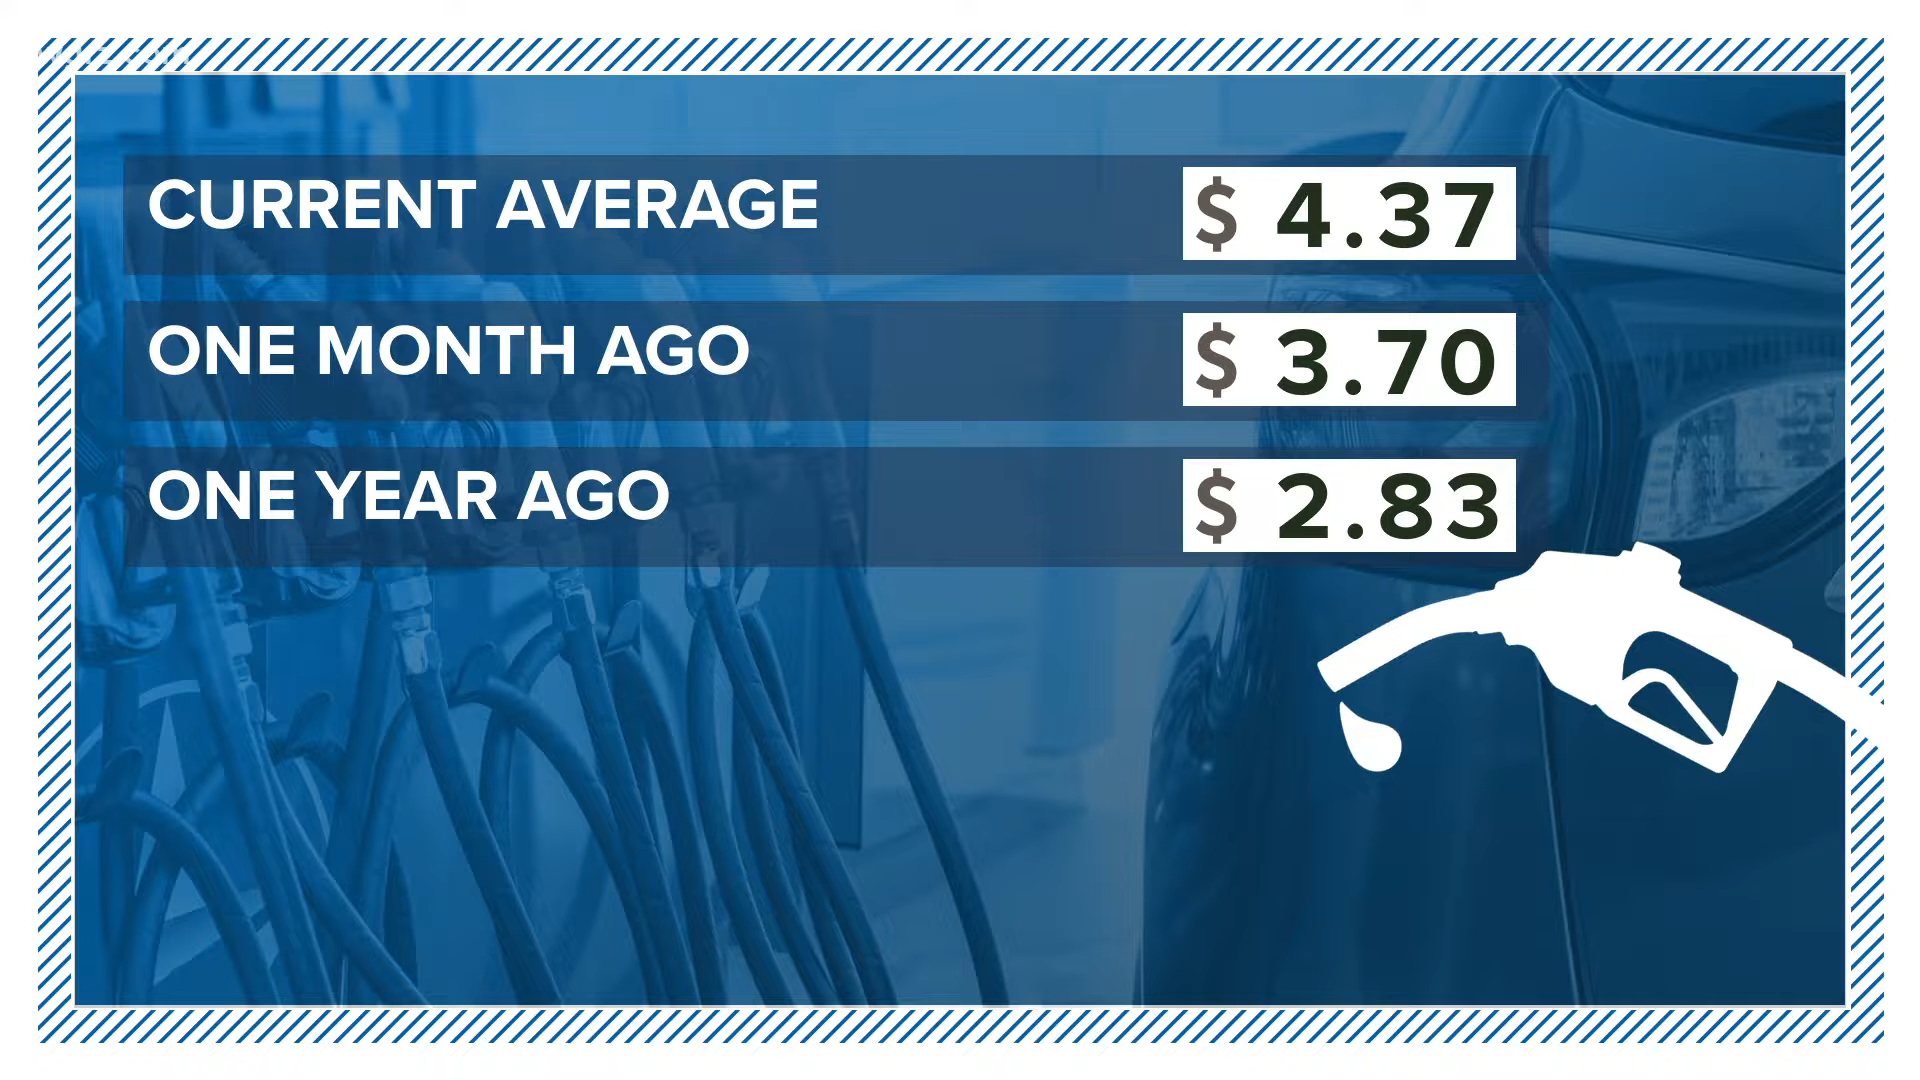 CURRENT AVERAGE $ 4.37
ONE MONTH AGO $ 3.70
ONE YEAR AGO $ 2.83